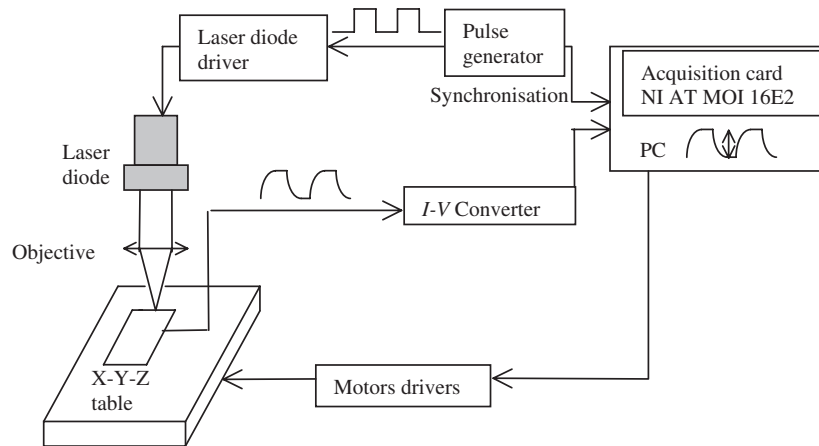 Laser diode
driver
Pulse
generator
Synchronisation
Acquisition card
NI AT MOI 16E2
PC
Laser
diode
I-V Converter
Objective
X-Y-Z
table
Motors drivers